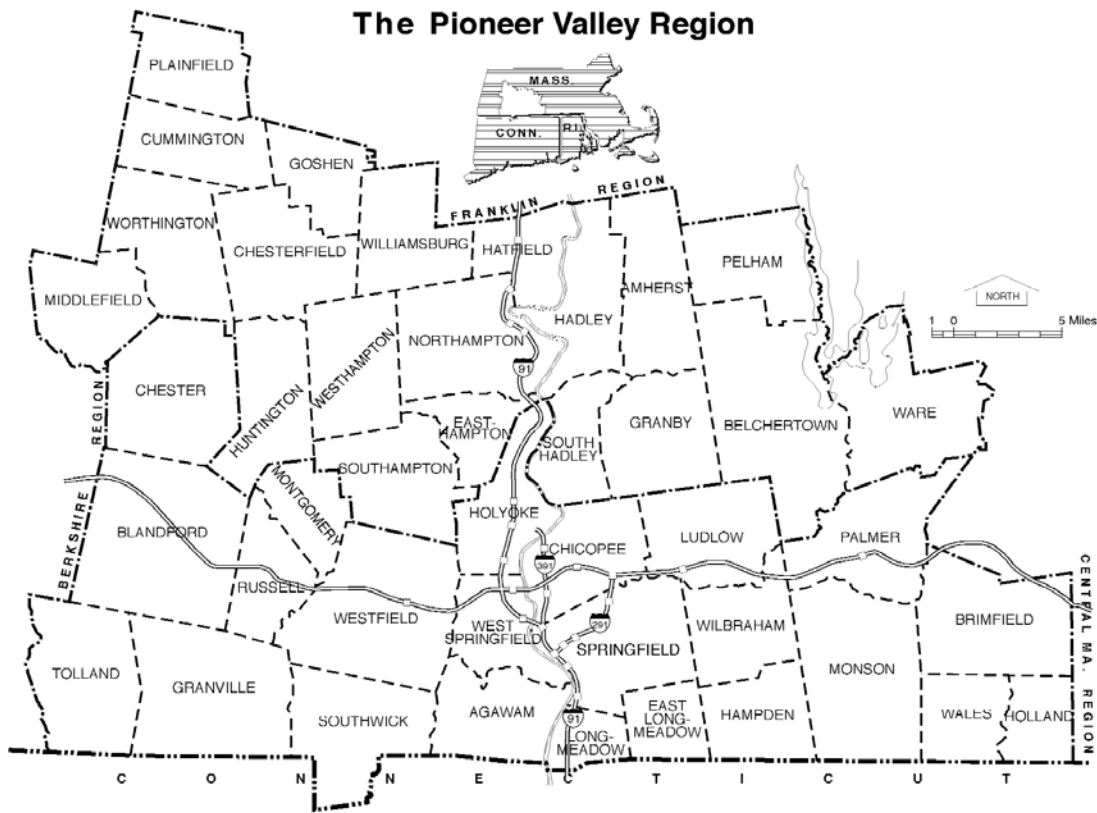 The Pioneer Valley Region
PLAINFIELD
MASS.
CONN.
R.I.
CUMMINGTON
GOSHEN
FRANKLIN REGION
WORTHINGTON
CHESTERFIELD
WILLIAMSBURG
HATFIELD
PELHAM
MIDDLEFIELD
AMHERST
NORTH
1 0 5 Miles
HADLEY
NORTHAMPTON
91
WESTHAMPTON
CHESTER
HUNTINGTON
EAST-
HAMPTON
SOUTH
HADLEY
GRANBY
BELCHERTOWN
WARE
BERKSHIRE REGION
SOUTHAMPTON
MONTGOMERY
HOLYOKE
BLANDFORD
CHICOPEE
391
LUDLOW
PALMER
RUSSELL
WESTFIELD
WEST
SPRINGFIELD
291
SPRINGFIELD
WILBRAHAM
BRIMFIELD
CENTRAL MA. REGION
TOLLAND
GRANVILLE
MONSON
SOUTHWICK
AGAWAM
91
LONG-
MEADOW
EAST
LONG-
MEADOW
HAMPDEN
WALES
HOLLAND
CONNECTICUT